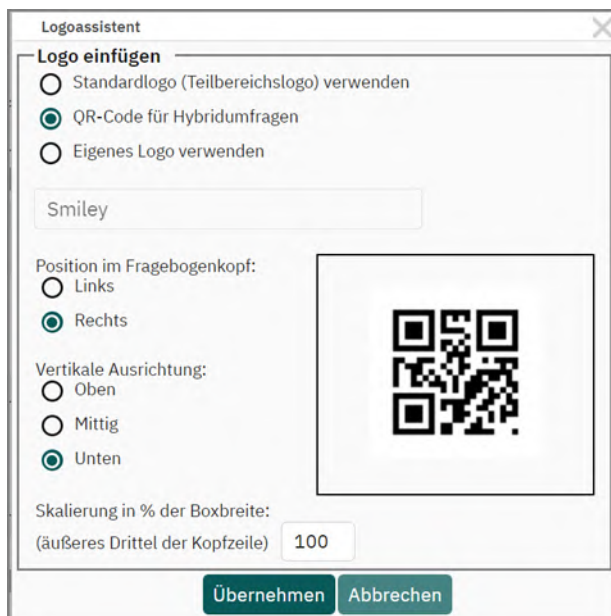 Logoassistent
Logo einfügen
Standardlogo (Teilbereichslogo) verwenden
QR-Code für Hybridumfragen
Eigenes Logo verwenden
Smiley
Position im Fragebogenkopf:
Links
Rechts
Vertikale Ausrichtung:
Oben
Mittig
Unten
Skalierung in % der Boxbreite:
(äußeres Drittel der Kopfzeile) 100
Übernehmen Abbrechen